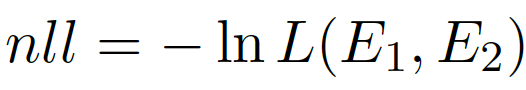 nll = − ln L(E₁, E₂)